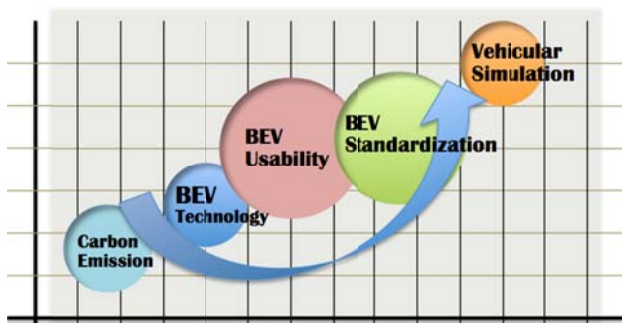 Vehicular
Simulation
BEV
Usability
BEV
Standardization
BEV
Technology
Carbon
Emission